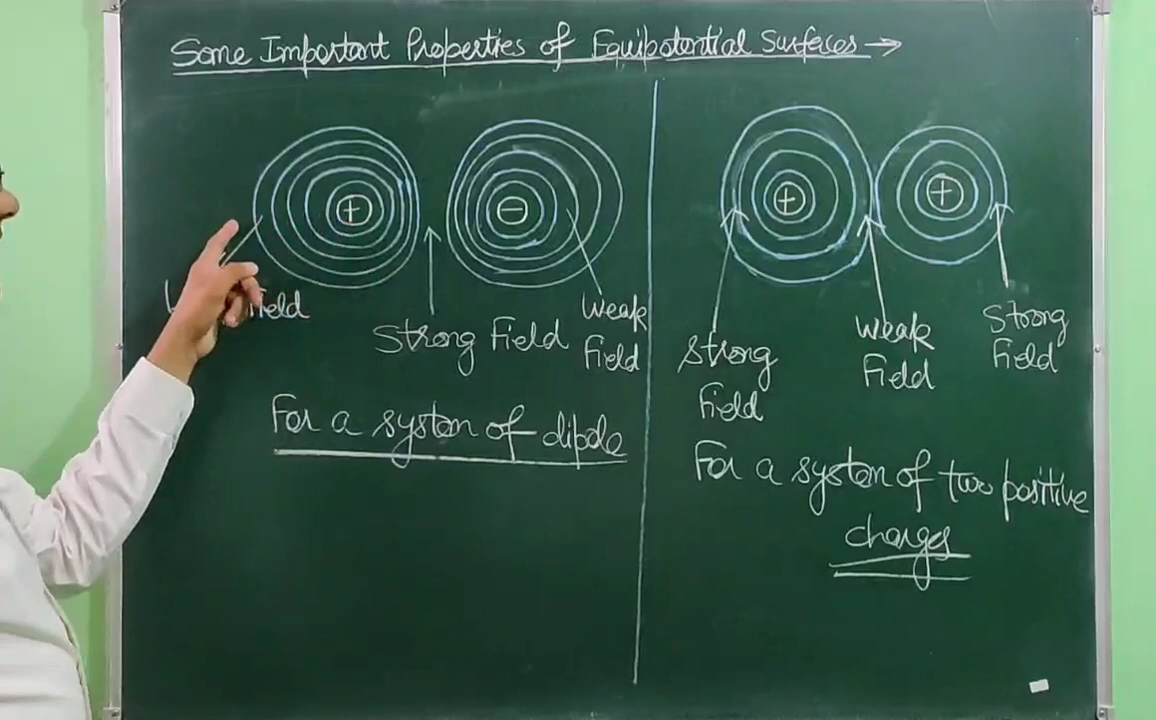 Some Important Properties of Equipotential Surfaces →
+
−
+
+
Field
Strong Field
Weak
Field
For a system of dipole
Strong
Field
Weak
Field
Strong
Field
For a system of two positive
charges